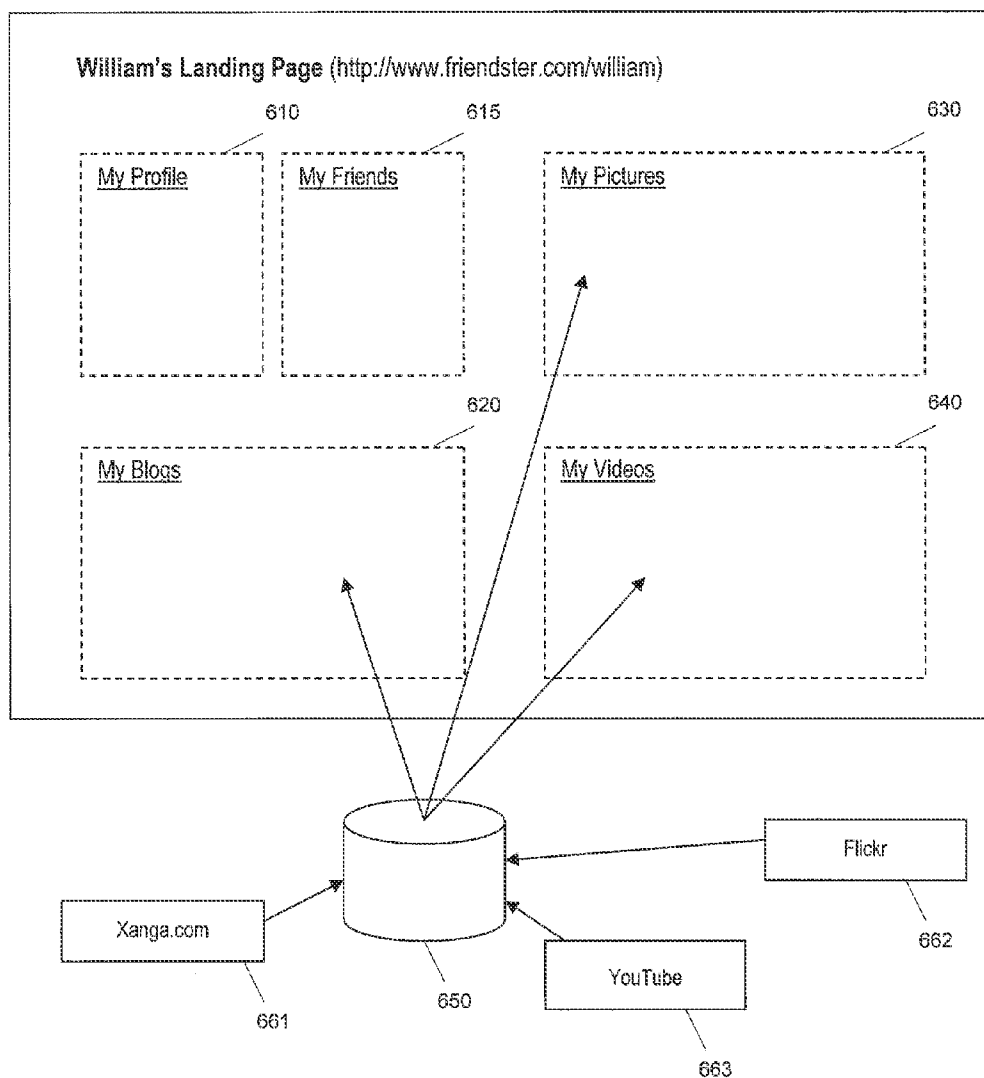 William's Landing Page (http://www.friendster.com/william)
610
615
630
My Profile
My Friends
My Pictures
620
640
My Blogs
My Videos
Flickr
662
Xanga.com
661
650
YouTube
663